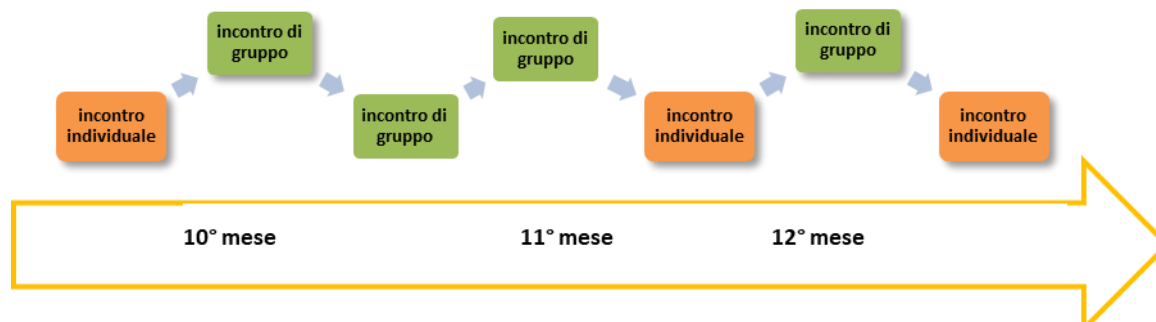 incontro
individuale
incontro di
gruppo
incontro di
gruppo
incontro di
gruppo
incontro
individuale
incontro di
gruppo
incontro
individuale
10° mese
11° mese
12° mese